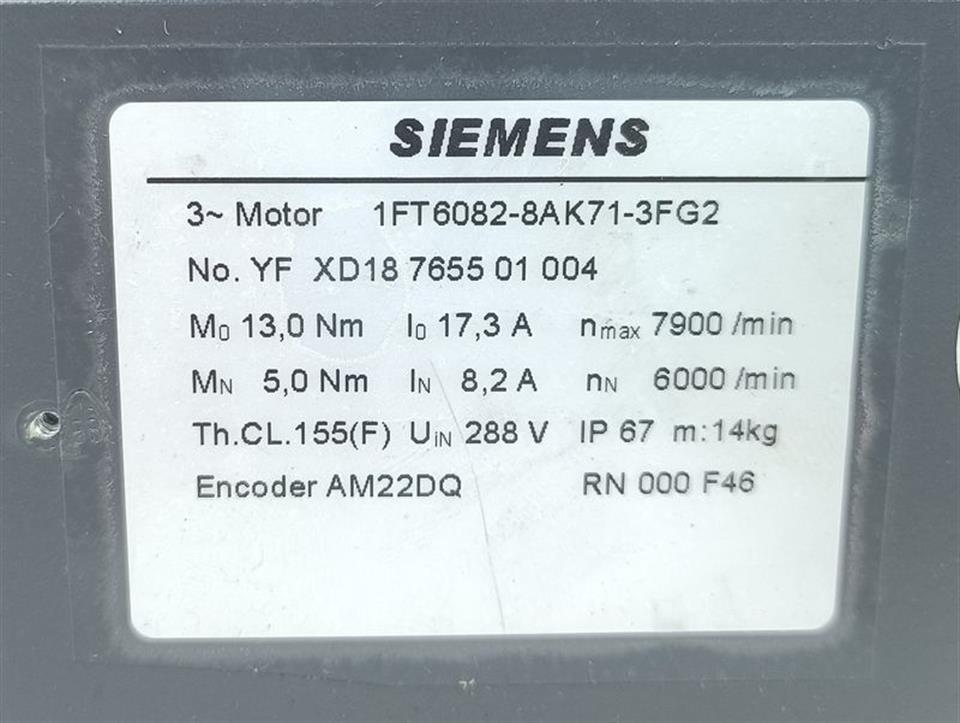 SIEMENS
3~ Motor 1FT6082-8AK71-3FG2
No. YF XD18 7655 01 004
M0 13,0 Nm I0 17,3 A nmax 7900 /min
MN 5,0 Nm IN 8,2 A nN 6000 /min
Th.CL.155(F) UiN 288 V IP 67 m:14kg
Encoder AM22DQ RN 000 F46